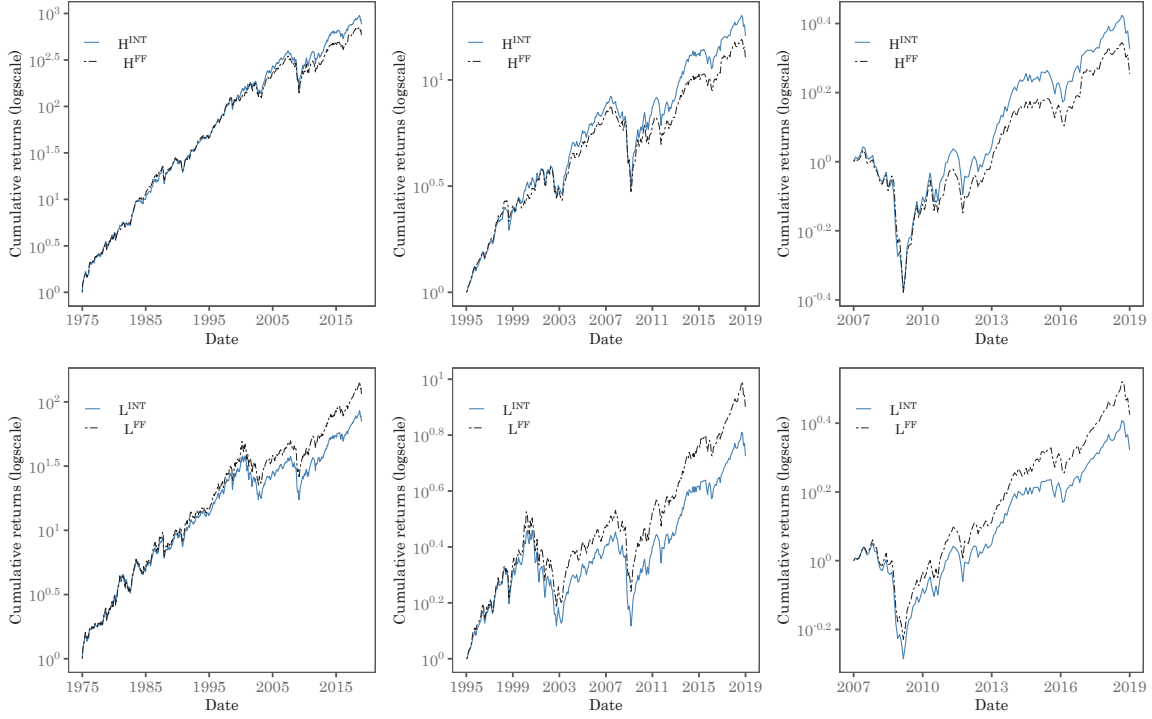 Cumulative returns (logscale)
10^3
10^2.5
10^2
10^1.5
10^1
10^0.5
10^0
H^INT
H^FF
1975 1985 1995 2005 2015
Date
Cumulative returns (logscale)
10^1
10^0.5
10^0
H^INT
H^FF
1995 1999 2003 2007 2011 2015 2019
Date
Cumulative returns (logscale)
10^0.4
10^0.2
10^0
10^-0.2
10^-0.4
H^INT
H^FF
2007 2010 2013 2016 2019
Date
Cumulative returns (logscale)
10^2
10^1.5
10^1
10^0.5
10^0
L^INT
L^FF
1975 1985 1995 2005 2015
Date
Cumulative returns (logscale)
10^1
10^0.8
10^0.6
10^0.4
10^0.2
10^0
L^INT
L^FF
1995 1999 2003 2007 2011 2015 2019
Date
Cumulative returns (logscale)
10^0.4
10^0.2
10^0
10^-0.2
L^INT
L^FF
2007 2010 2013 2016 2019
Date